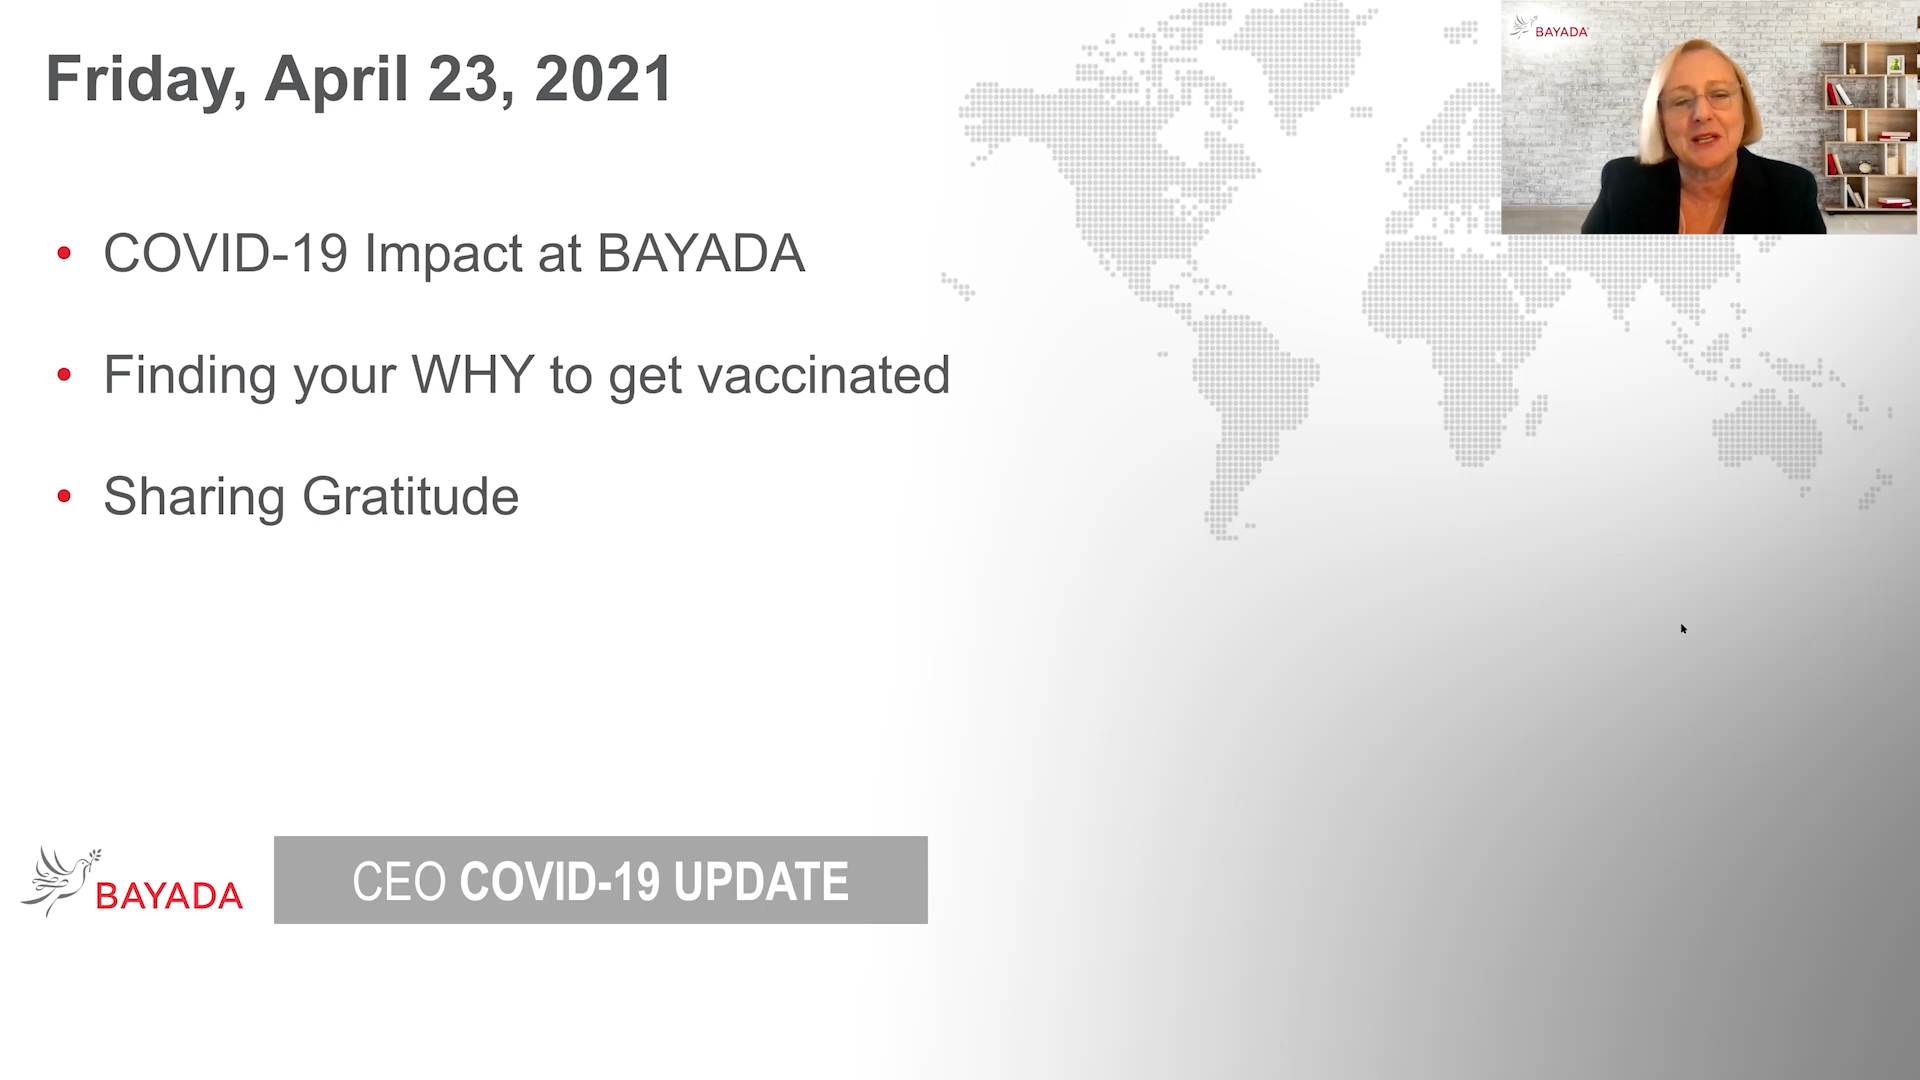 Friday, April 23, 2021
BAYADA
• COVID-19 Impact at BAYADA
• Finding your WHY to get vaccinated
• Sharing Gratitude
BAYADA
CEO COVID-19 UPDATE